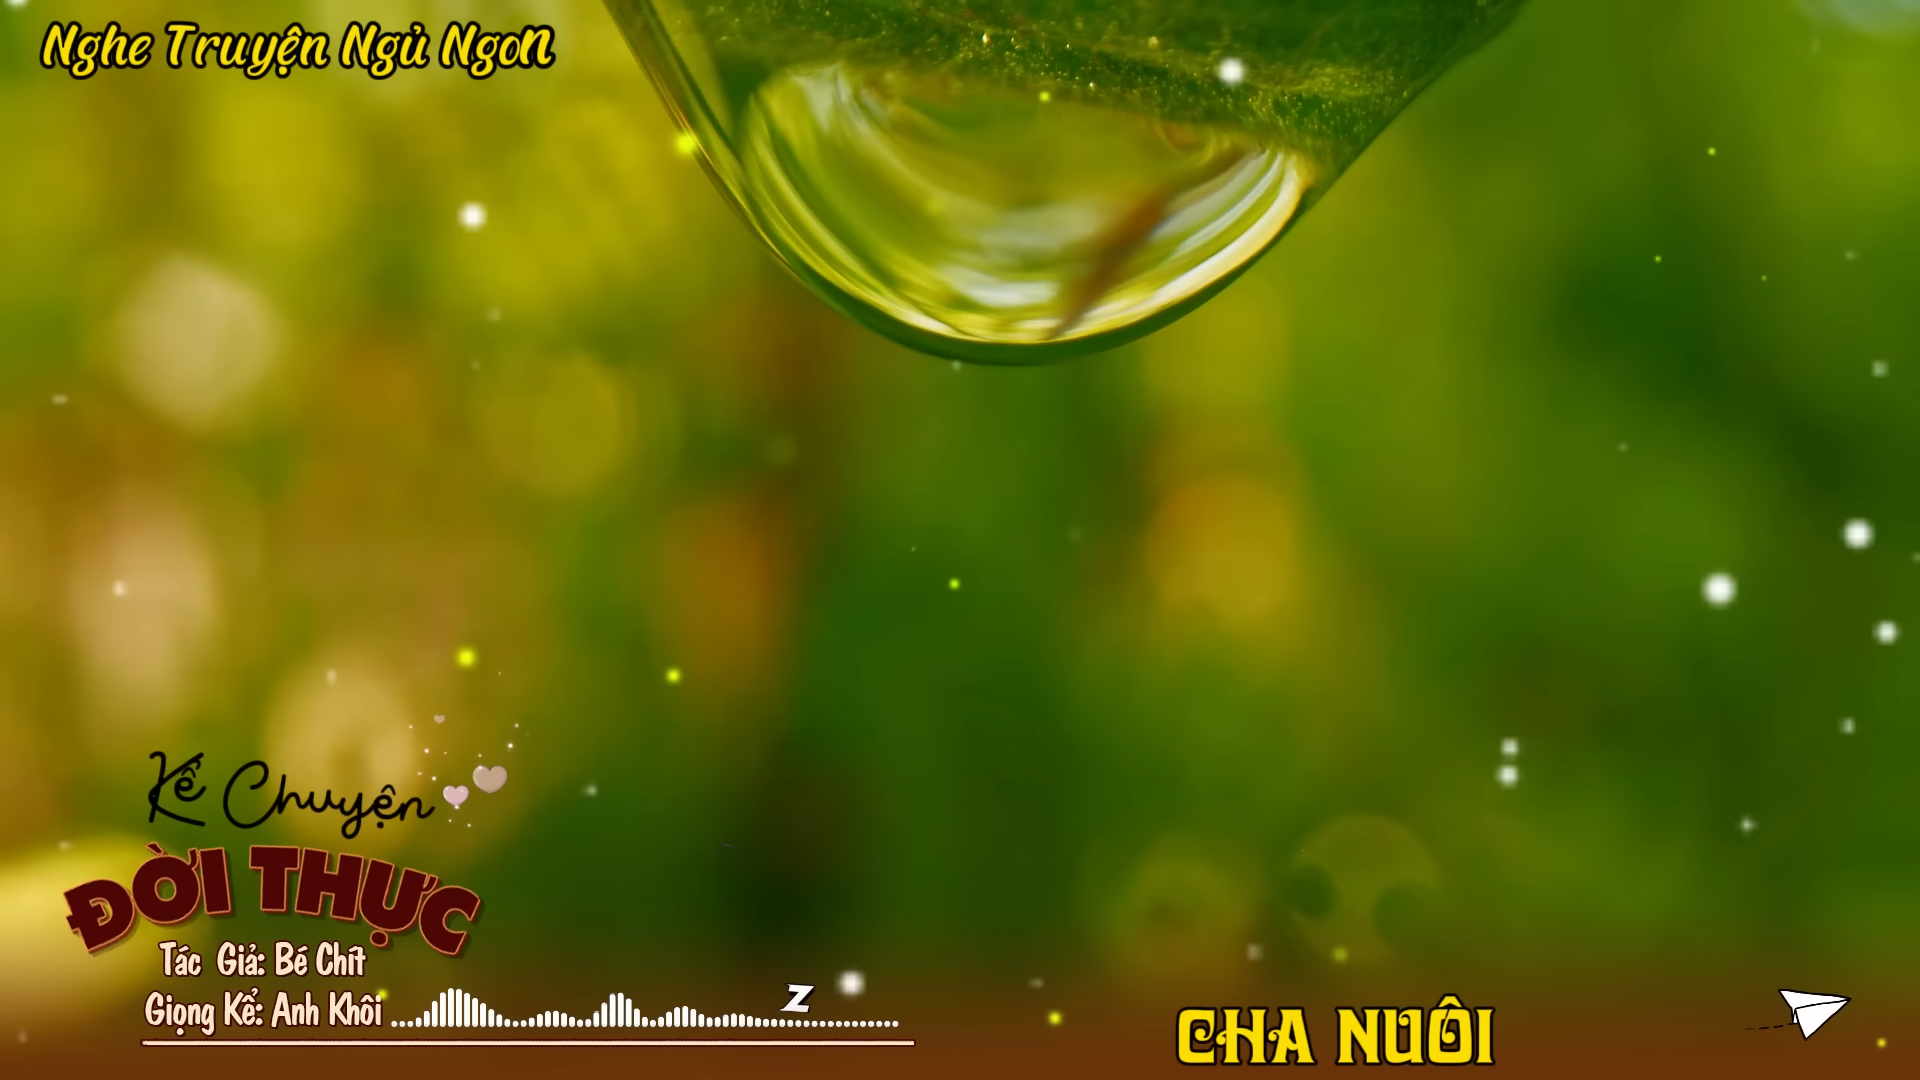 Nghe Truyện Ngủ Ngon
Kể Chuyện
ĐỜI THỰC
Tác Giả: Bé Chít
Giọng Kể: Anh Khôi
Z
CHA NUÔI